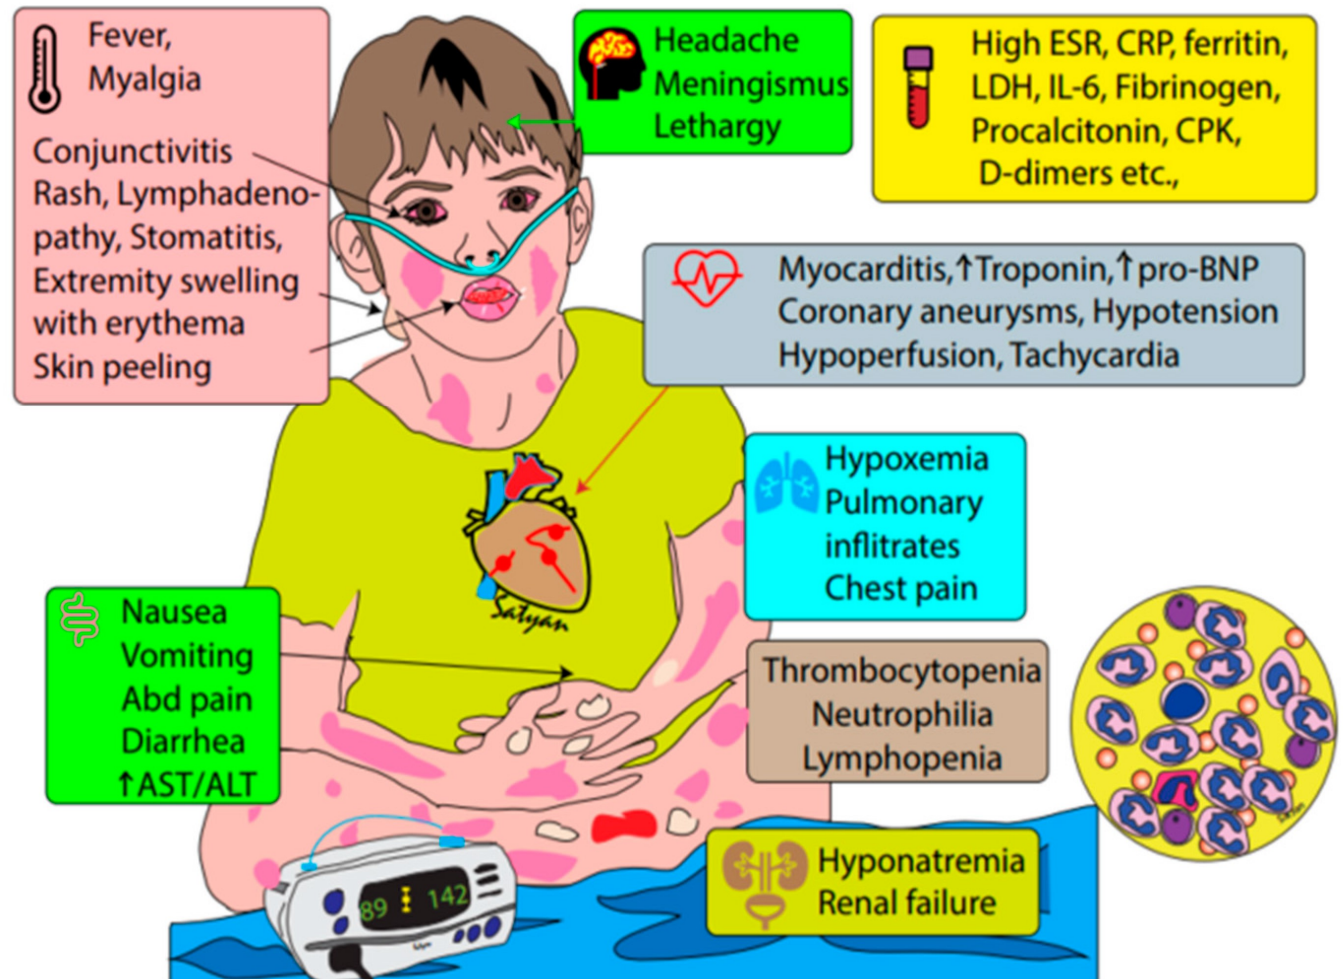 Fever,
Myalgia
Conjunctivitis
Rash, Lymphadeno-
pathy, Stomatitis,
Extremity swelling
with erythema
Skin peeling
Headache
Meningismus
Lethargy
High ESR, CRP, ferritin,
LDH, IL-6, Fibrinogen,
Procalcitonin, CPK,
D-dimers etc.,
Myocarditis,↑Troponin,↑pro-BNP
Coronary aneurysms, Hypotension
Hypoperfusion, Tachycardia
Hypoxemia
Pulmonary
inflitrates
Chest pain
Satyan
Nausea
Vomiting
Abd pain
Diarrhea
↑AST/ALT
Thrombocytopenia
Neutrophilia
Lymphopenia
Hyponatremia
Renal failure
89 142